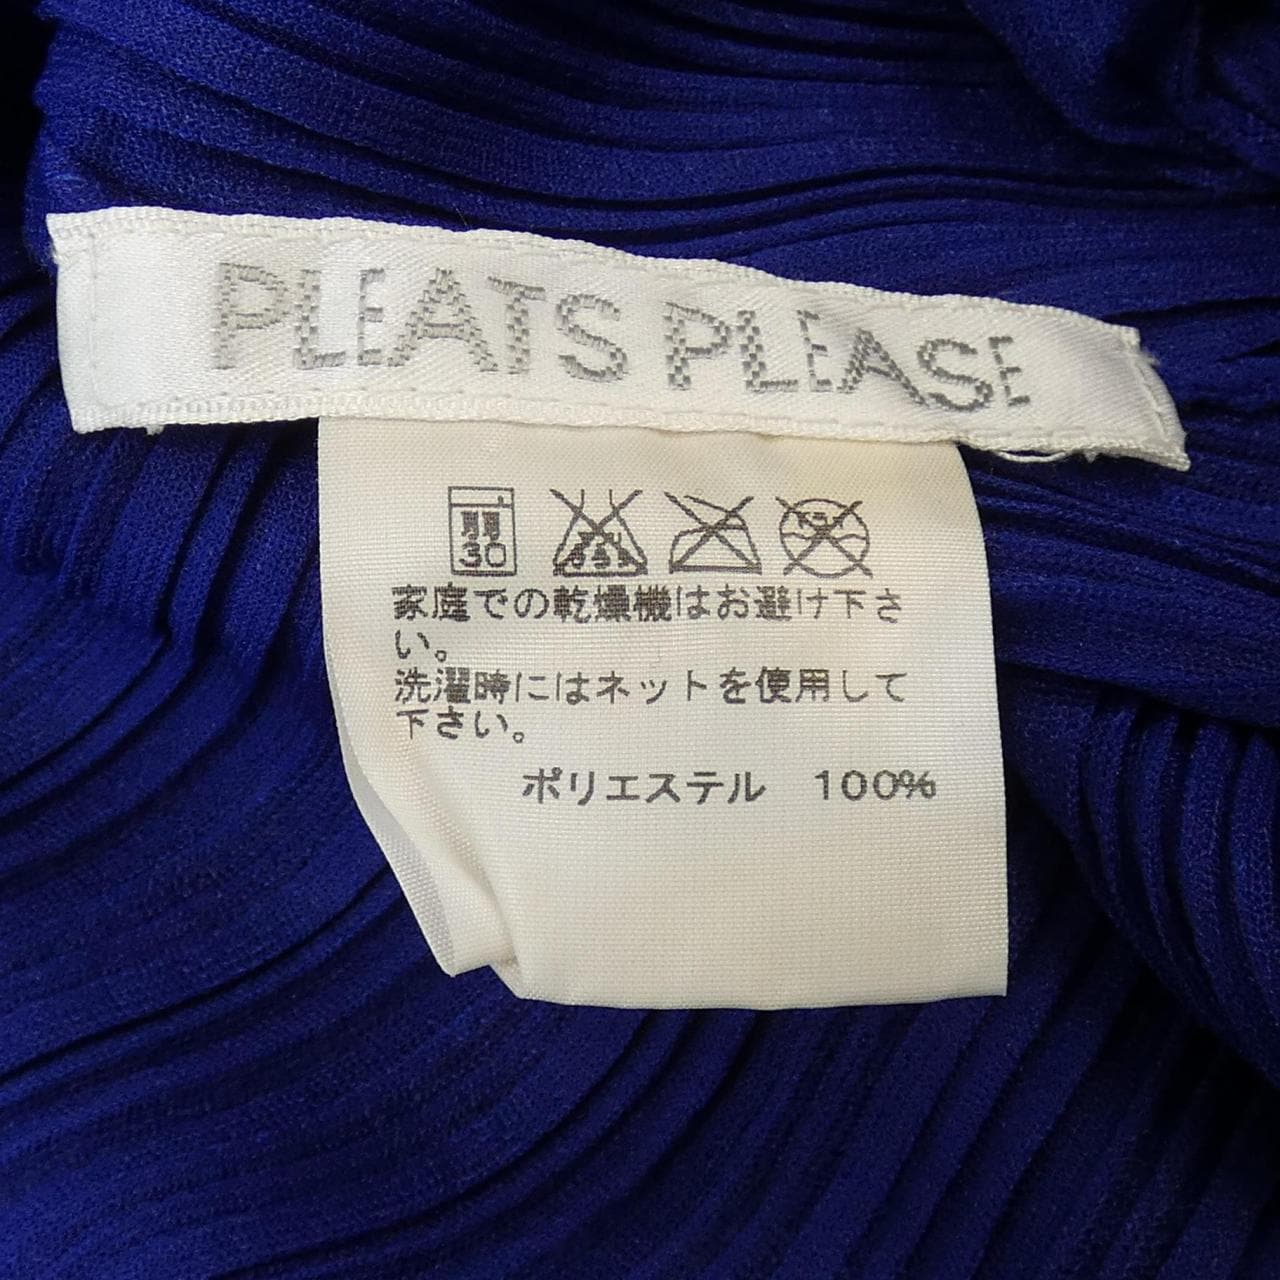 PLEATS PLEASE
30
家庭での乾燥機はお避け下さ
い。
洗濯時にはネットを使用して
下さい。
ポリエステル 100%